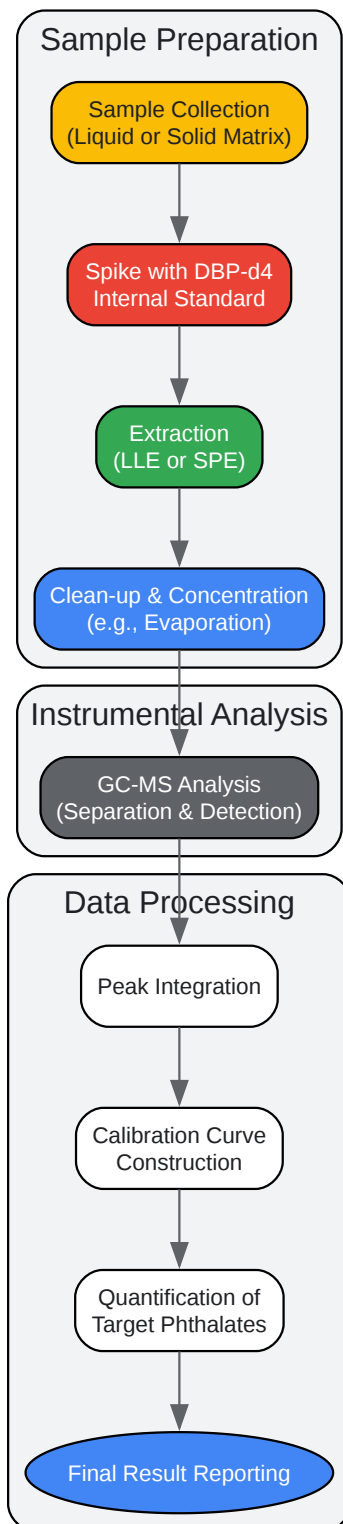 Sample Preparation
Sample Collection
(Liquid or Solid Matrix)
Spike with DBP-d4
Internal Standard
Extraction
(LLE or SPE)
Clean-up & Concentration
(e.g., Evaporation)
Instrumental Analysis
GC-MS Analysis
(Separation & Detection)
Data Processing
Peak Integration
Calibration Curve
Construction
Quantification of
Target Phthalates
Final Result Reporting